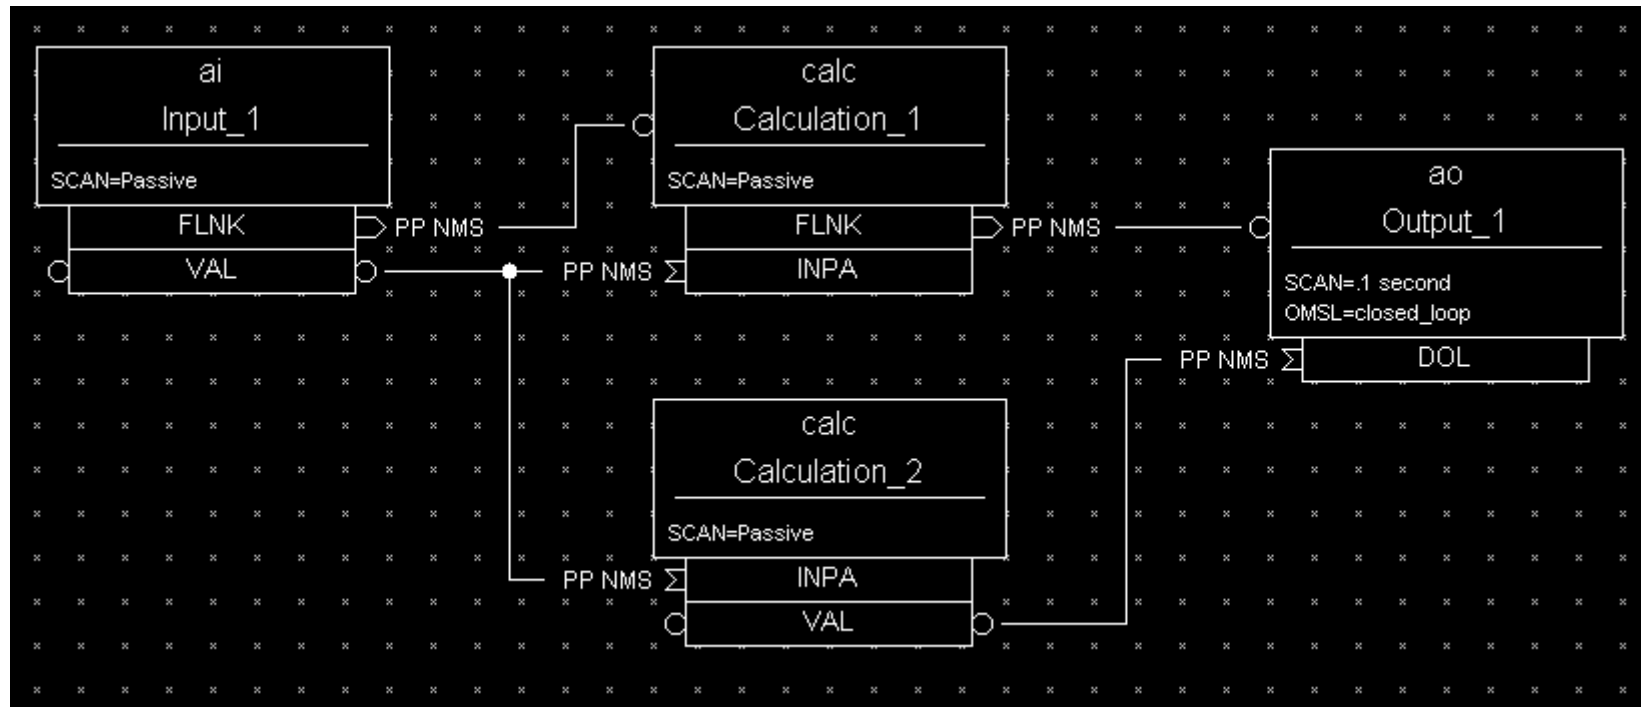 ai
Input_1
SCAN=Passive
FLNK
PP NMS
VAL
calc
Calculation_1
SCAN=Passive
FLNK
PP NMS
PP NMS
INPA
ao
Output_1
SCAN=.1 second
OMSL=closed_loop
PP NMS
DOL
calc
Calculation_2
SCAN=Passive
PP NMS
INPA
VAL